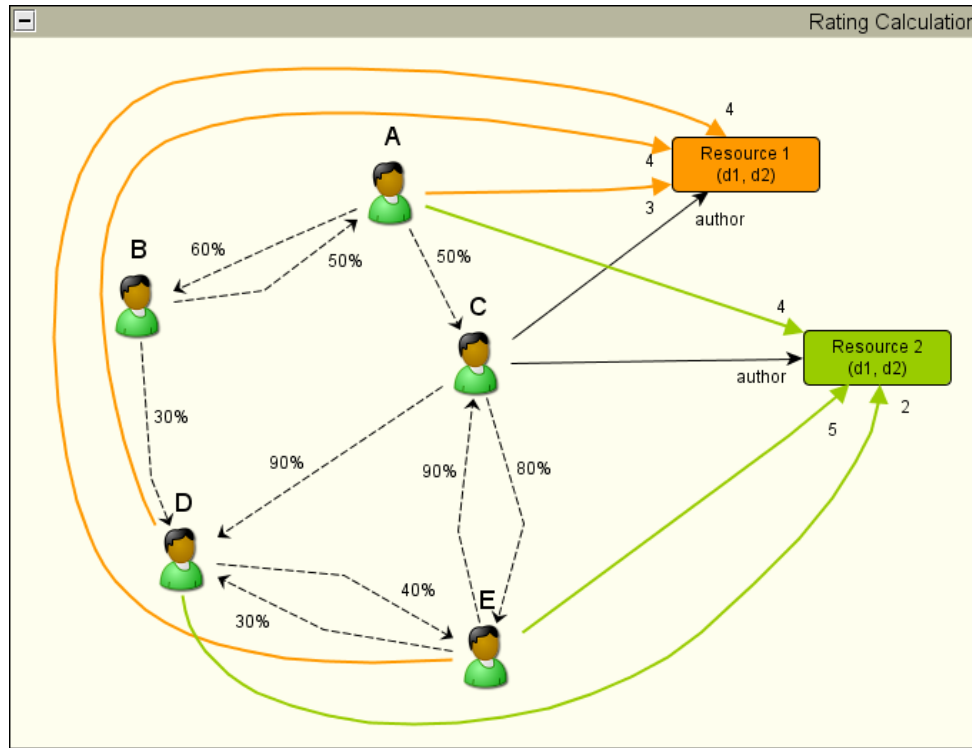 Rating Calculation
4
A
Resource 1
(d1, d2)
4
3
author
B
60%
50%
50%
C
4
Resource 2
(d1, d2)
author
2
5
30%
90%
90%
80%
D
40%
E
30%